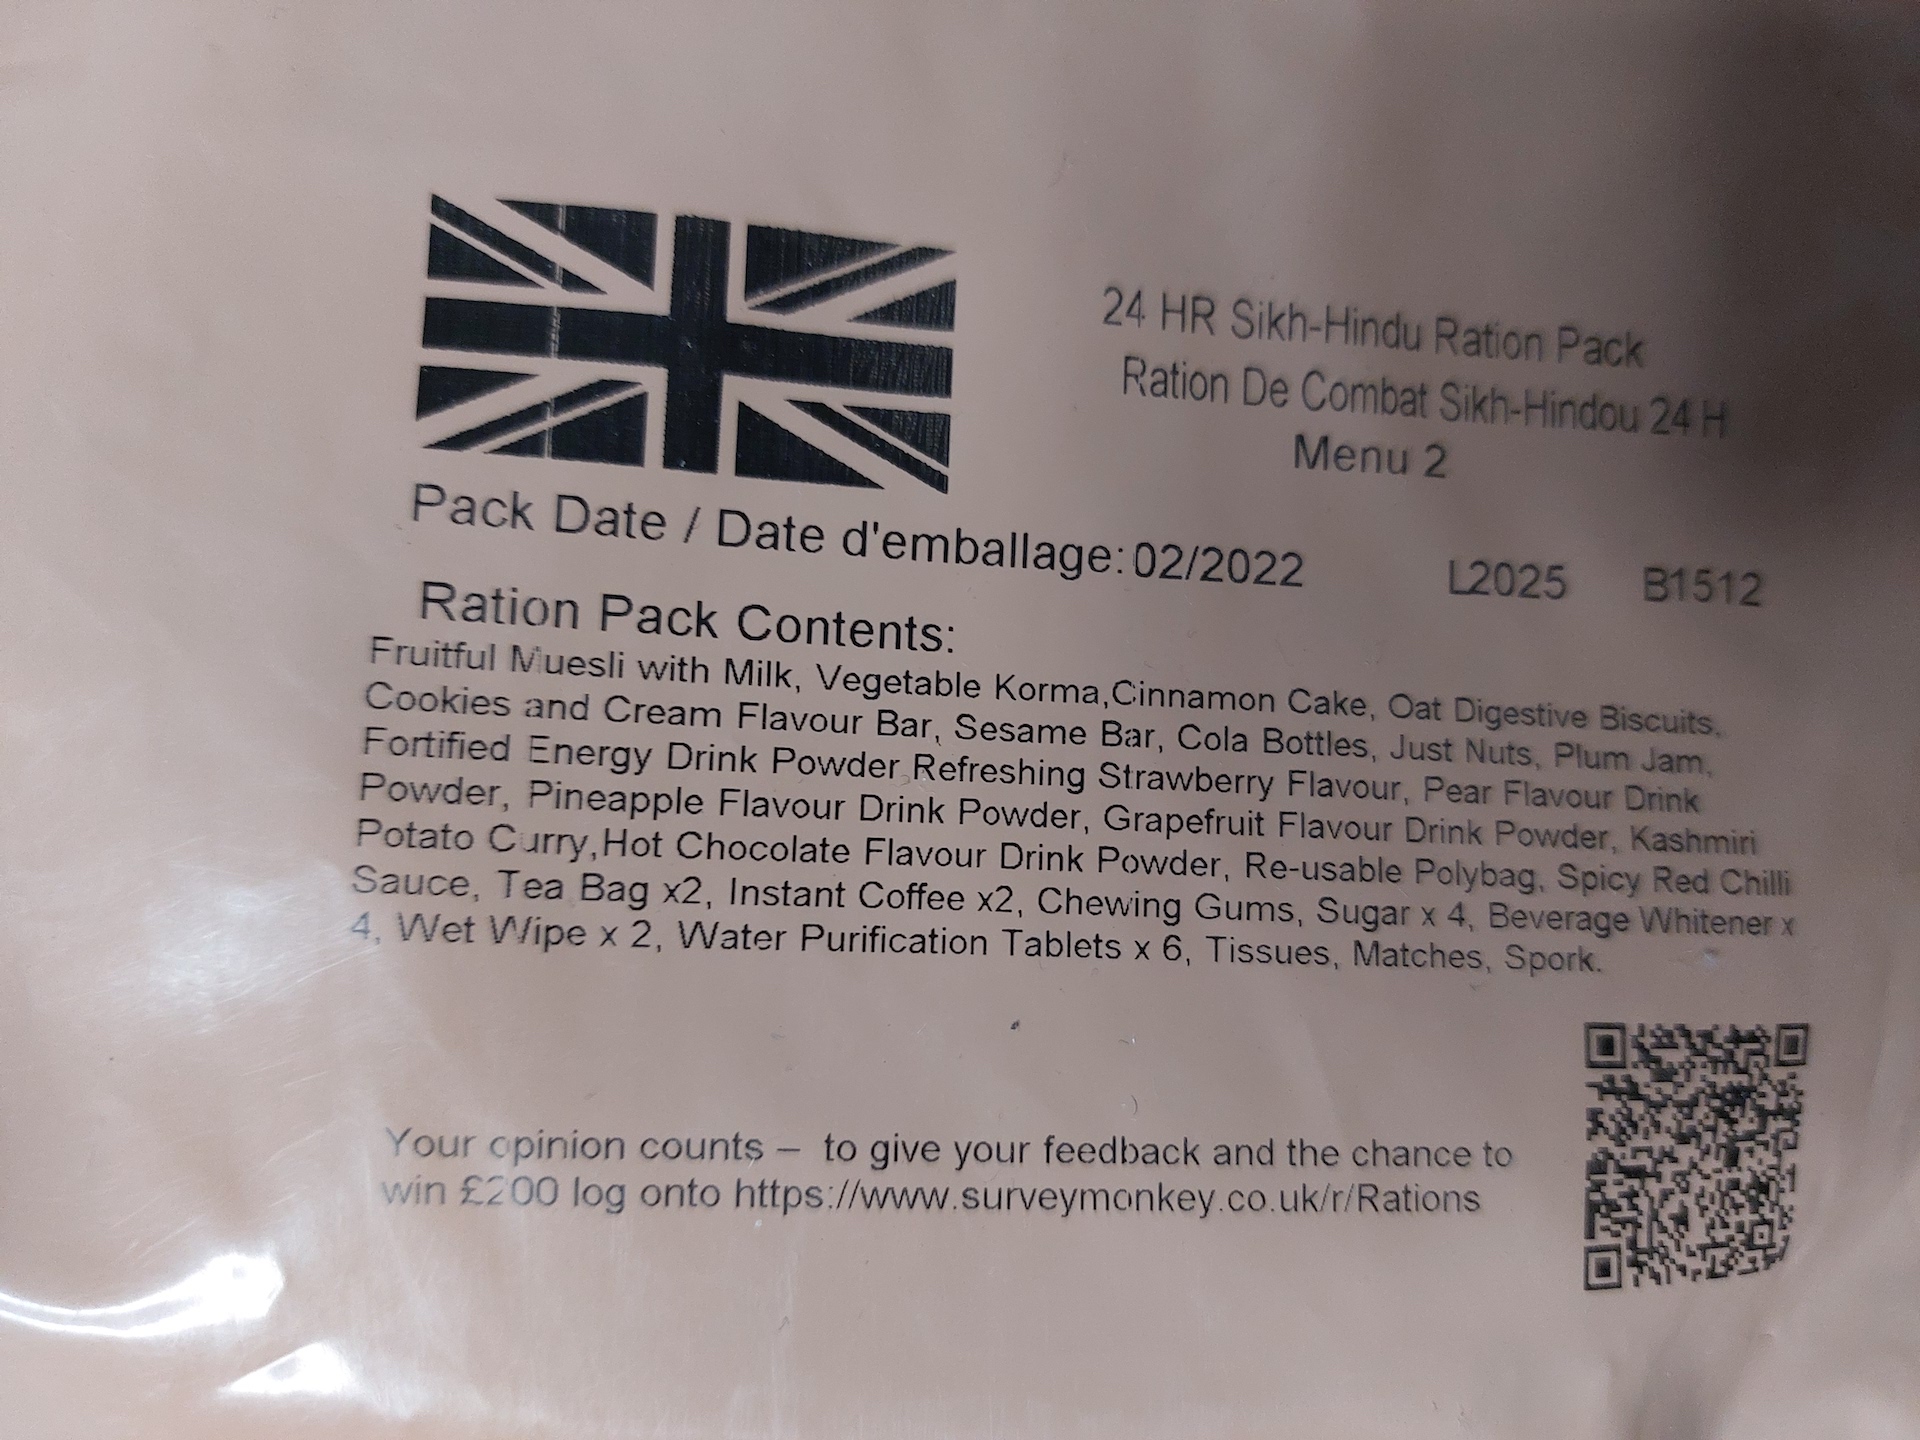 24 HR Sikh-Hindu Ration Pack
Ration De Combat Sikh-Hindou 24 H
Menu 2
Pack Date / Date d'emballage: 02/2022 L2025 B1512
Ration Pack Contents:
Fruitful Muesli with Milk, Vegetable Korma,Cinnamon Cake, Oat Digestive Biscuits,
Cookies and Cream Flavour Bar, Sesame Bar, Cola Bottles, Just Nuts, Plum Jam,
Fortified Energy Drink Powder Refreshing Strawberry Flavour, Pear Flavour Drink
Powder, Pineapple Flavour Drink Powder, Grapefruit Flavour Drink Powder, Kashmiri
Potato Curry,Hot Chocolate Flavour Drink Powder, Re-usable Polybag, Spicy Red Chilli
Sauce, Tea Bag x2, Instant Coffee x2, Chewing Gums, Sugar x 4, Beverage Whitener x
4, Wet Wipe x 2, Water Purification Tablets x 6, Tissues, Matches, Spork.
Your opinion counts – to give your feedback and the chance to
win £200 log onto https://www.surveymonkey.co.uk/r/Rations